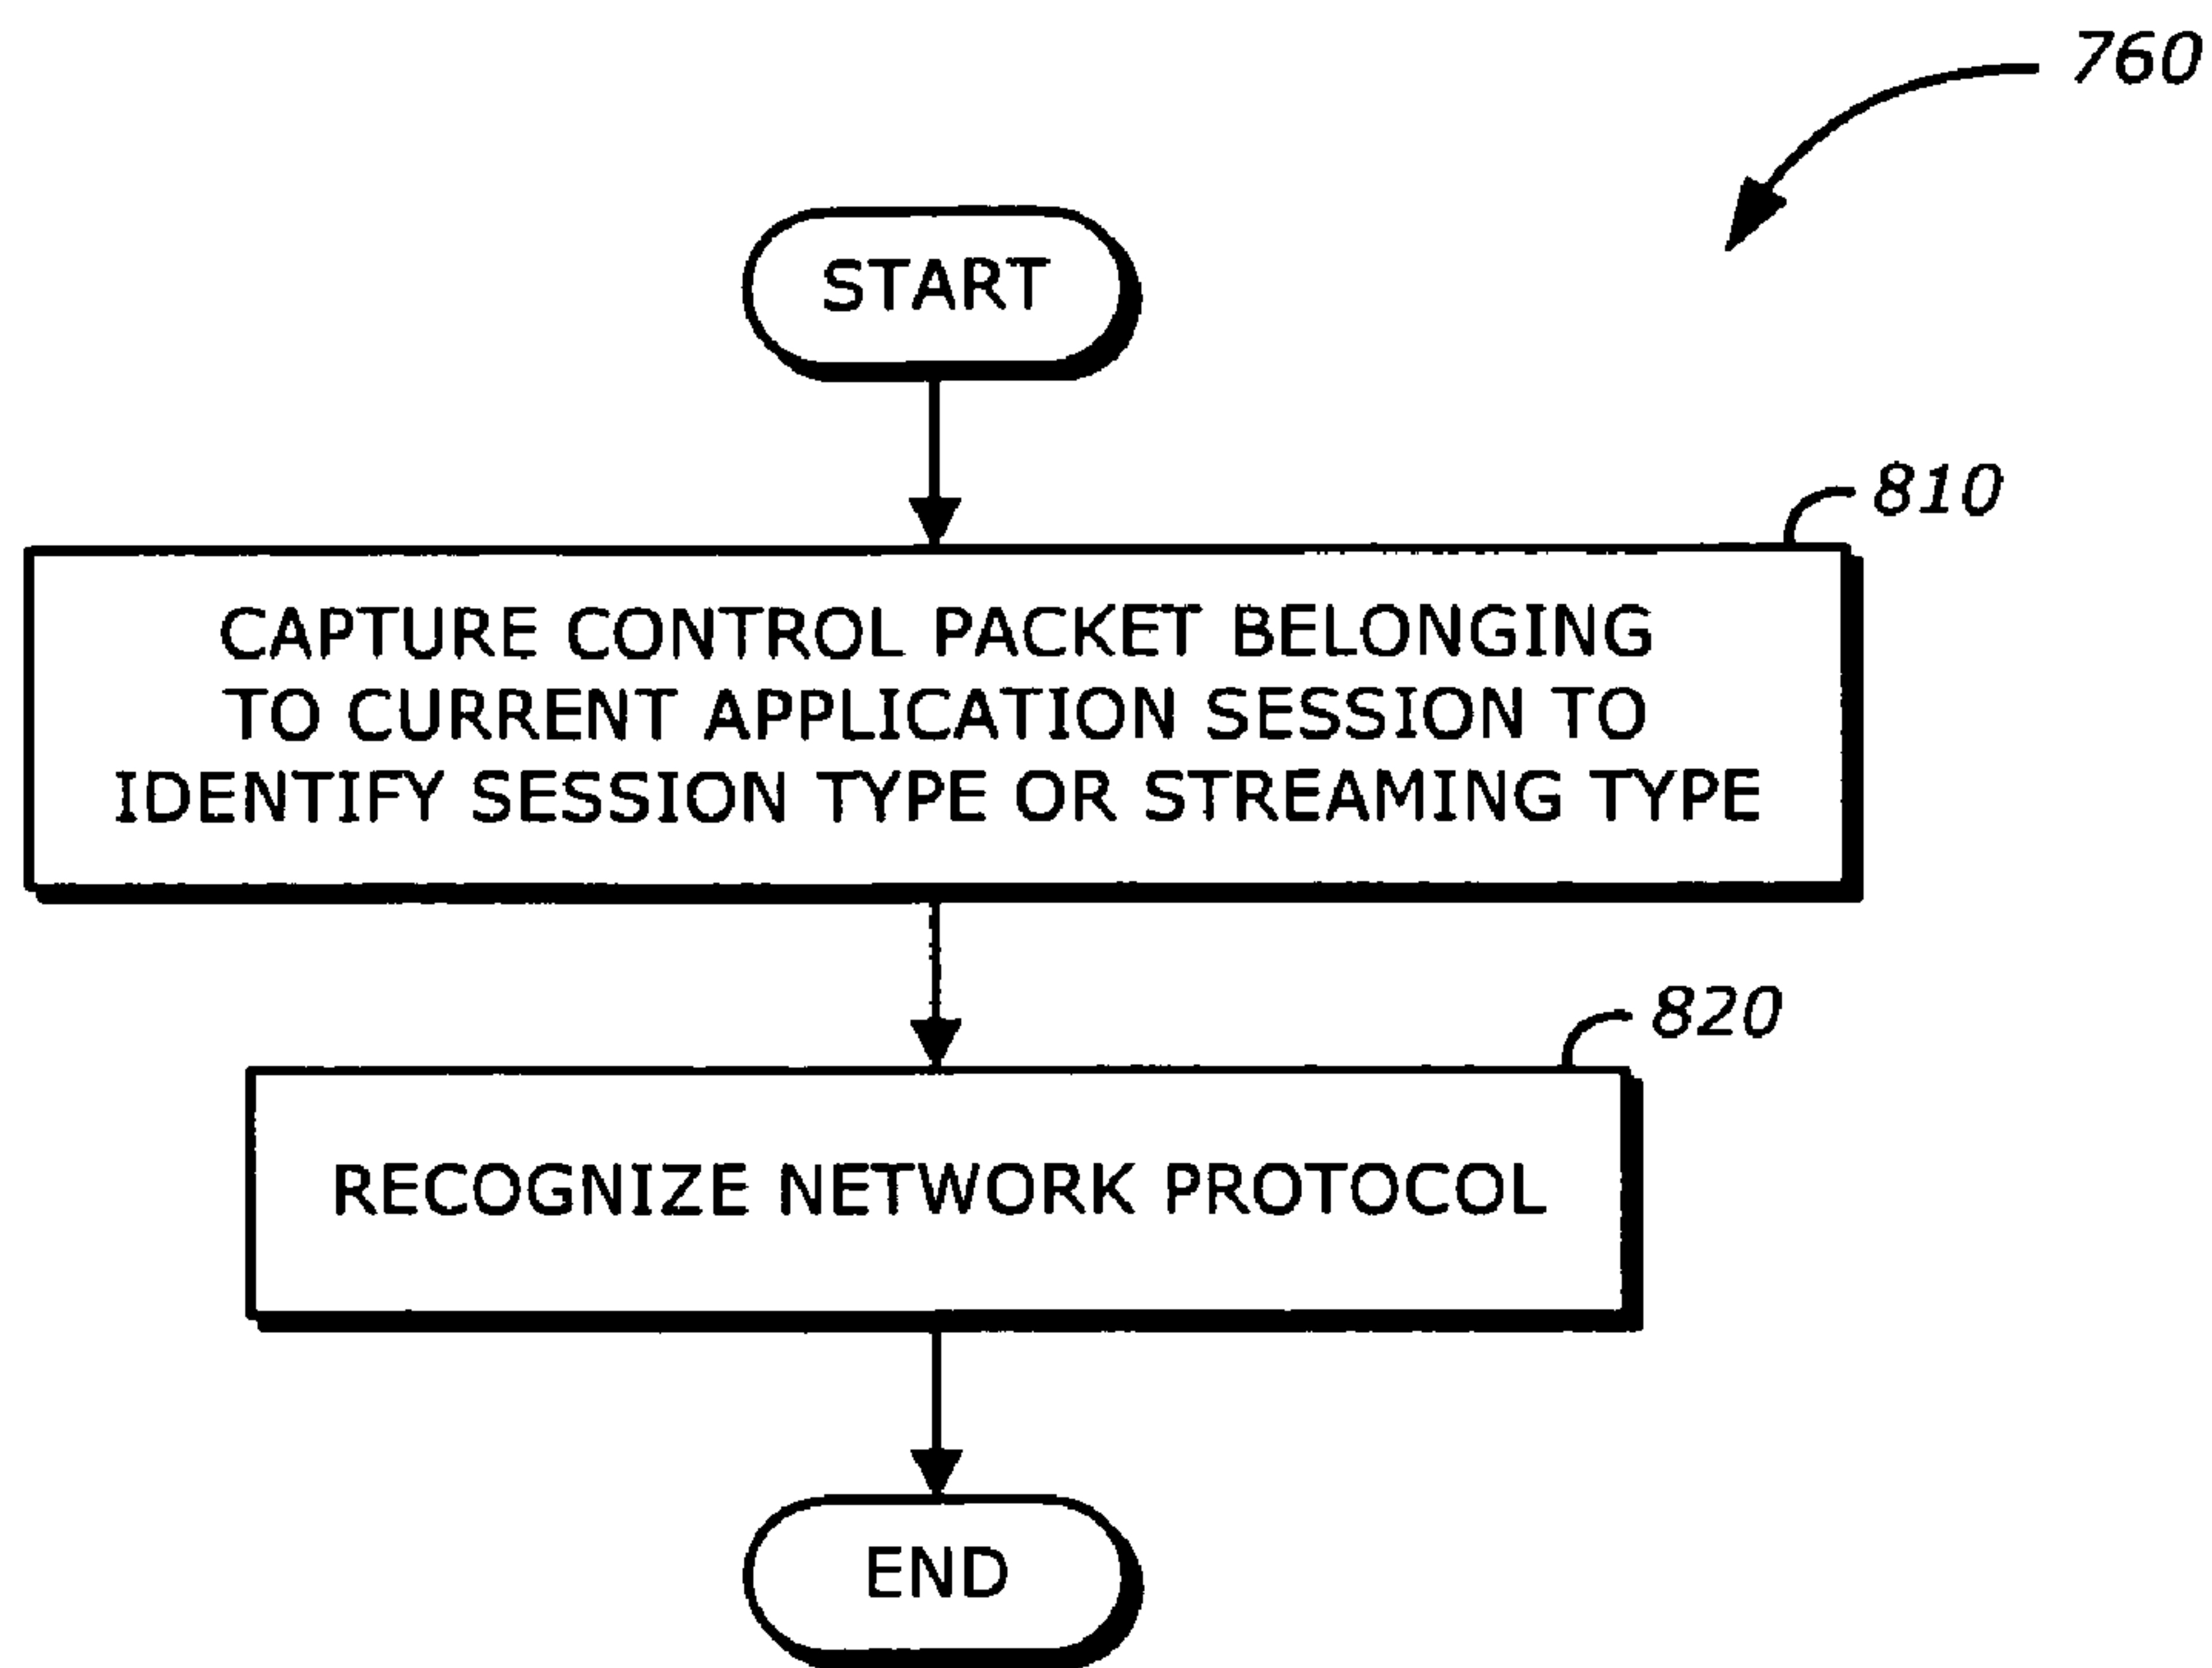 760
START
810
CAPTURE CONTROL PACKET BELONGING
TO CURRENT APPLICATION SESSION TO
IDENTIFY SESSION TYPE OR STREAMING TYPE
820
RECOGNIZE NETWORK PROTOCOL
END